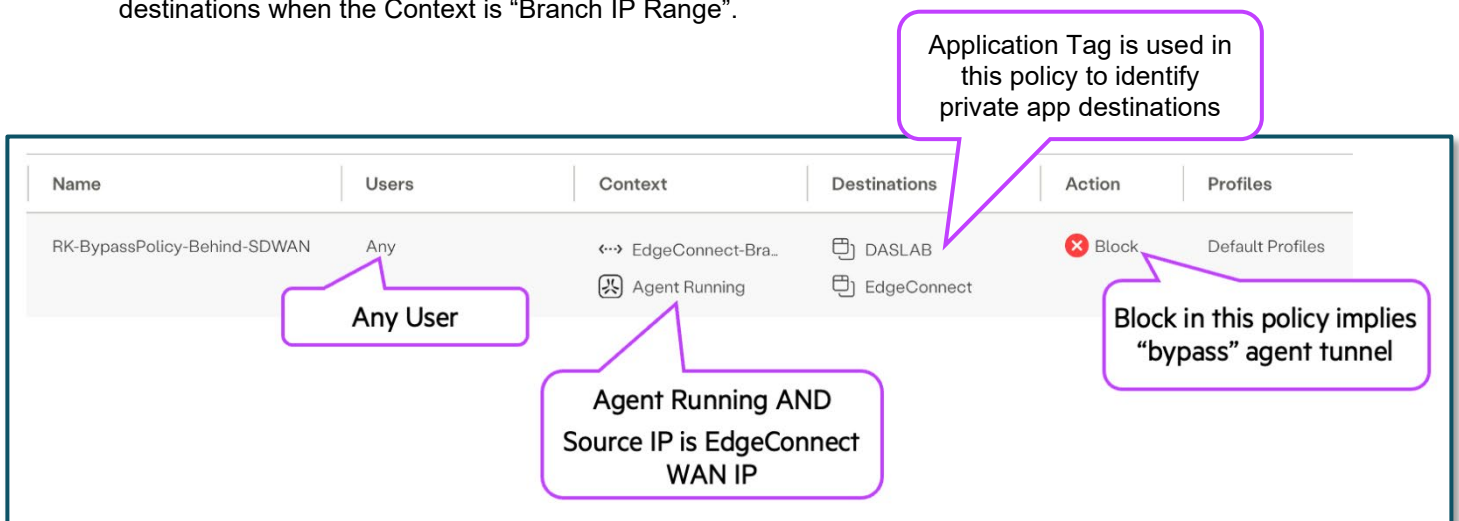 destinations when the Context is “Branch IP Range”.
Application Tag is used in
this policy to identify
private app destinations
Name Users Context Destinations Action Profiles
RK-BypassPolicy-Behind-SDWAN Any EdgeConnect-Bra... DASLAB Block Default Profiles
Agent Running EdgeConnect
Any User
Block in this policy implies
“bypass” agent tunnel
Agent Running AND
Source IP is EdgeConnect
WAN IP